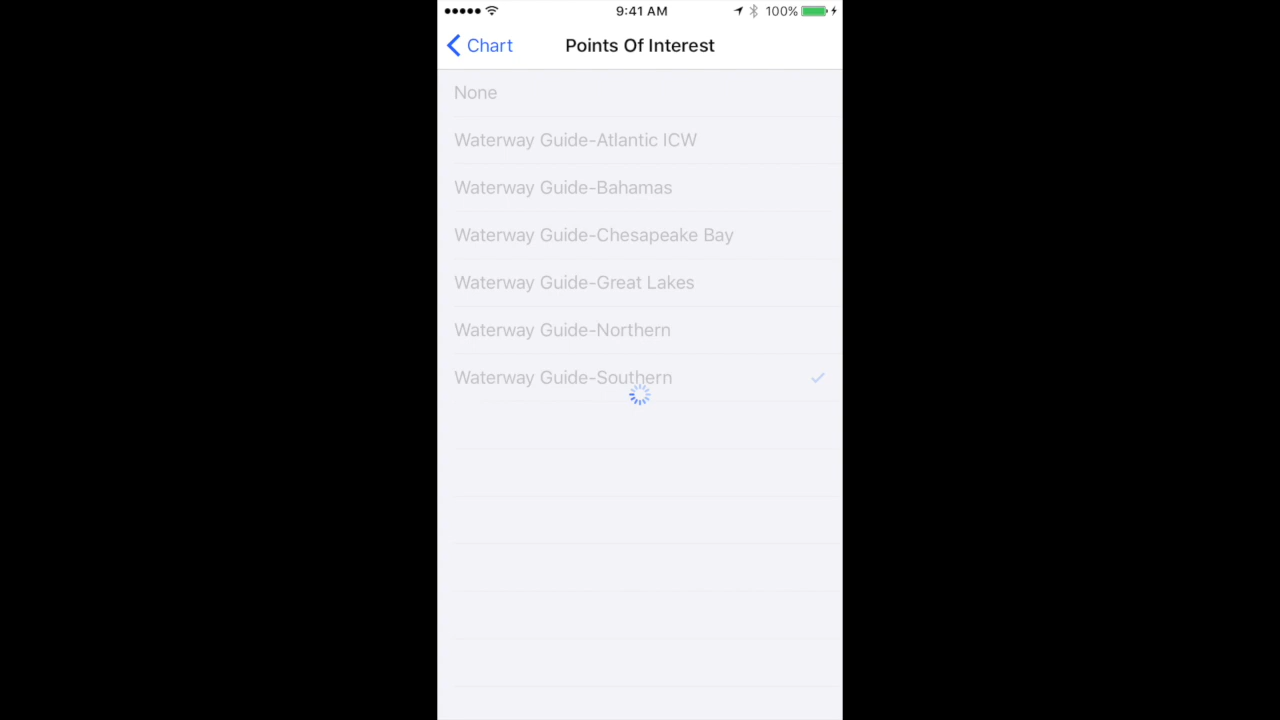 9:41 AM
100%
Chart
Points Of Interest
None
Waterway Guide-Atlantic ICW
Waterway Guide-Bahamas
Waterway Guide-Chesapeake Bay
Waterway Guide-Great Lakes
Waterway Guide-Northern
Waterway Guide-Southern